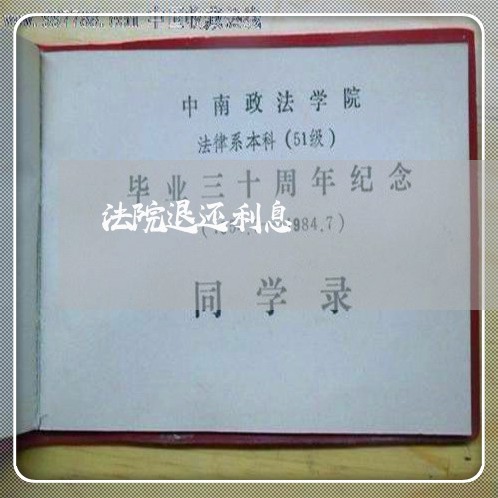 中南政法学院
法律系本科(51级)
毕业三十周年纪念
法院退还利息
984.7)
同学录